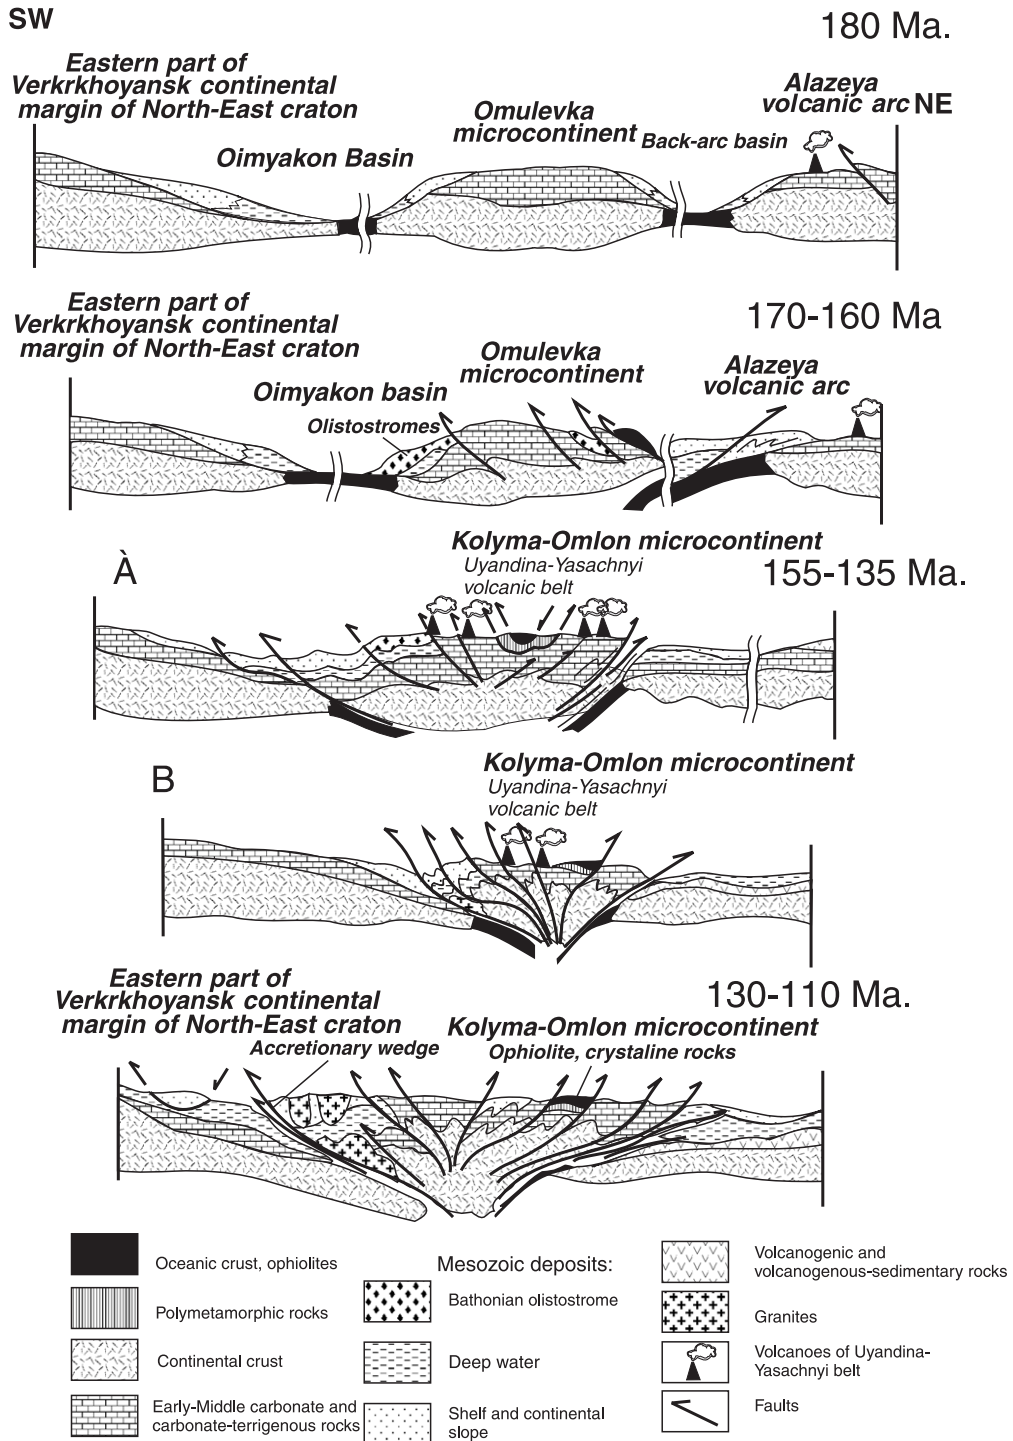 SW
180 Ma.
Eastern part of
Verkrkhoyansk continental
margin of North-East craton
Oimyakon Basin
Omulevka
microcontinent
Back-arc basin
Alazeya
volcanic arc NE
170-160 Ma
Eastern part of
Verkrkhoyansk continental
margin of North-East craton
Oimyakon basin
Olistostromes
Omulevka
microcontinent
Alazeya
volcanic arc
À
Kolyma-Omlon microcontinent
Uyandina-Yasachnyi
volcanic belt
155-135 Ma.
B
Kolyma-Omlon microcontinent
Uyandina-Yasachnyi
volcanic belt
130-110 Ma.
Eastern part of
Verkrkhoyansk continental
margin of North-East craton
Accretionary wedge
Kolyma-Omlon microcontinent
Ophiolite, crystaline rocks
Oceanic crust, ophiolites
Polymetamorphic rocks
Continental crust
Early-Middle carbonate and
carbonate-terrigenous rocks
Mesozoic deposits:
Bathonian olistostrome
Deep water
Shelf and continental
slope
Volcanogenic and
volcanogenous-sedimentary rocks
Granites
Volcanoes of Uyandina-
Yasachnyi belt
Faults